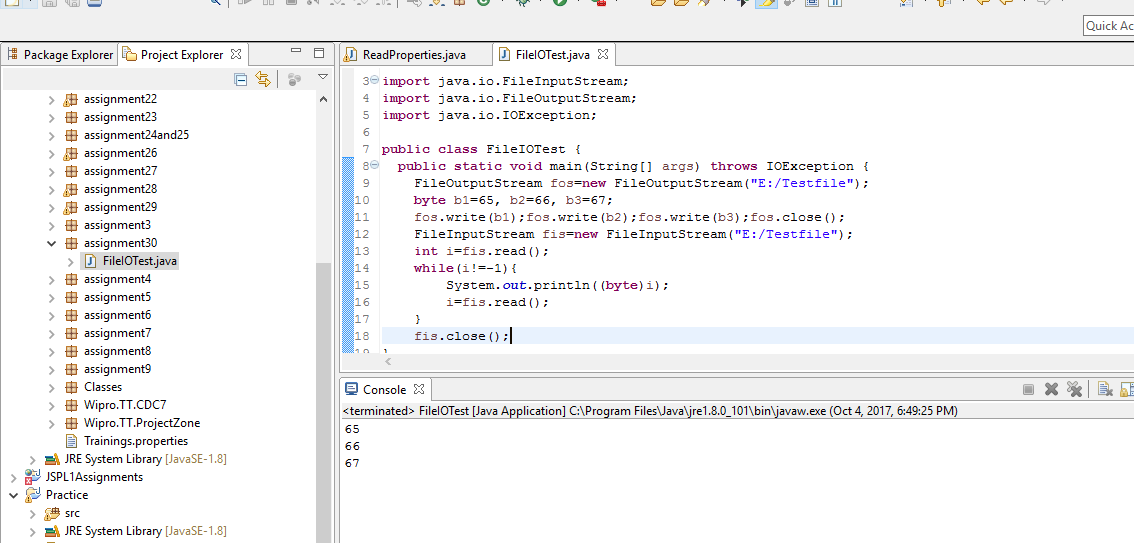 Quick Ac
Package Explorer
Project Explorer
assignment22
assignment23
assignment24and25
assignment26
assignment27
assignment28
assignment29
assignment3
assignment30
FileIOTest.java
assignment4
assignment5
assignment6
assignment7
assignment8
assignment9
Classes
Wipro.TT.CDC7
Wipro.TT.ProjectZone
Trainings.properties
JRE System Library [JavaSE-1.8]
JSPL1Assignments
Practice
src
JRE System Library [JavaSE-1.8]
ReadProperties.java
FileIOTest.java
3 import java.io.FileInputStream;
4 import java.io.FileOutputStream;
5 import java.io.IOException;
6
7 public class FileIOTest {
8 public static void main(String[] args) throws IOException {
9 FileOutputStream fos=new FileOutputStream("E:/Testfile");
10 byte b1=65, b2=66, b3=67;
11 fos.write(b1);fos.write(b2);fos.write(b3);fos.close();
12 FileInputStream fis=new FileInputStream("E:/Testfile");
13 int i=fis.read();
14 while(i!=-1){
15 System.out.println((byte)i);
16 i=fis.read();
17 }
18 fis.close();
19 }
Console
<terminated> FileIOTest [Java Application] C:\Program Files\Java\jre1.8.0_101\bin\javaw.exe (Oct 4, 2017, 6:49:25 PM)
65
66
67